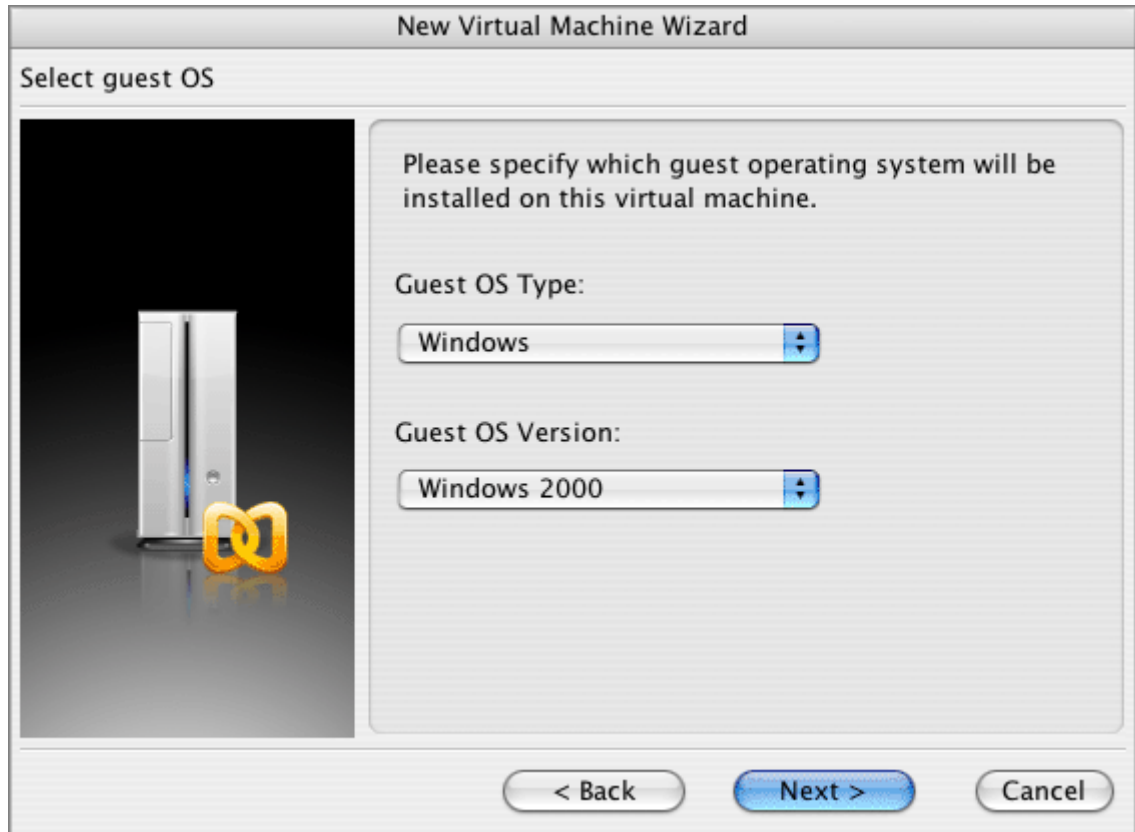 New Virtual Machine Wizard
Select guest OS
Please specify which guest operating system will be
installed on this virtual machine.
Guest OS Type:
Windows
Guest OS Version:
Windows 2000
< Back
Next >
Cancel